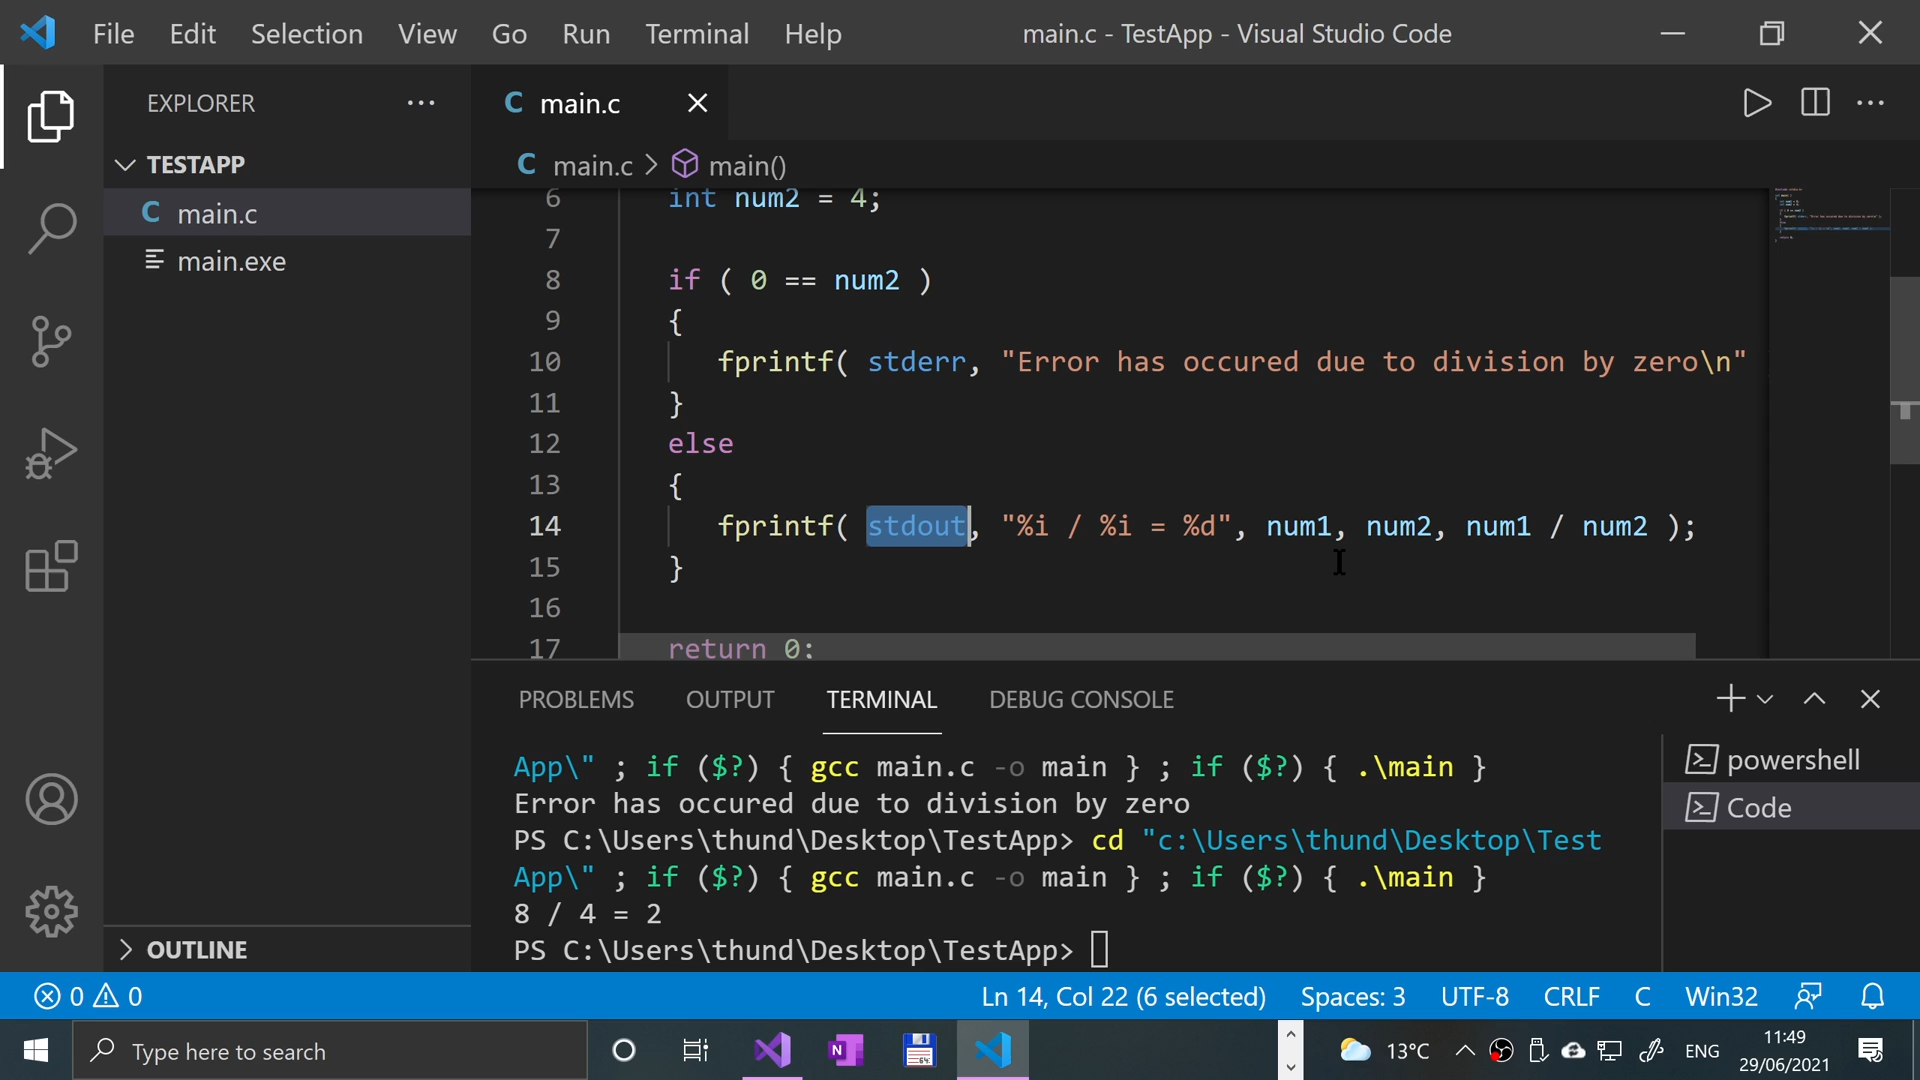 File Edit Selection View Go Run Terminal Help main.c - TestApp - Visual Studio Code
EXPLORER ···
TESTAPP
C main.c
main.exe
OUTLINE
C main.c
C main.c > main()
6 int num2 = 4;
7
8 if ( 0 == num2 )
9 {
10 fprintf( stderr, "Error has occured due to division by zero\n"
11 }
12 else
13 {
14 fprintf( stdout, "%i / %i = %d", num1, num2, num1 / num2 );
15 }
16
17 return 0;
PROBLEMS OUTPUT TERMINAL DEBUG CONSOLE
App\" ; if ($?) { gcc main.c -o main } ; if ($?) { .\main }
Error has occured due to division by zero
PS C:\Users\thund\Desktop\TestApp> cd "c:\Users\thund\Desktop\Test
App\" ; if ($?) { gcc main.c -o main } ; if ($?) { .\main }
8 / 4 = 2
PS C:\Users\thund\Desktop\TestApp>
powershell
Code
0 0 Ln 14, Col 22 (6 selected) Spaces: 3 UTF-8 CRLF C Win32
Type here to search
13°C ENG
11:49
29/06/2021